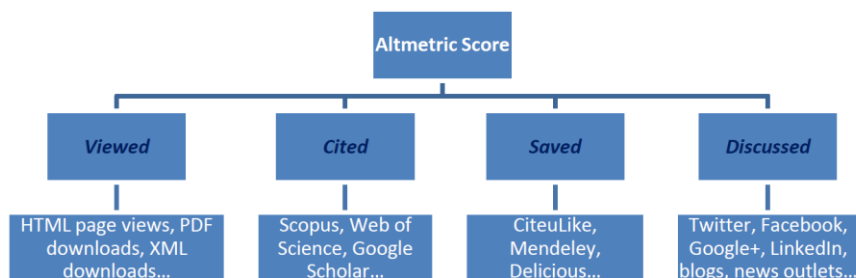 Altmetric Score
Viewed
Cited
Saved
Discussed
HTML page views, PDF
downloads, XML
downloads...
Scopus, Web of
Science, Google
Scholar...
CiteuLike,
Mendeley,
Delicious...
Twitter, Facebook,
Google+, LinkedIn,
blogs, news outlets...